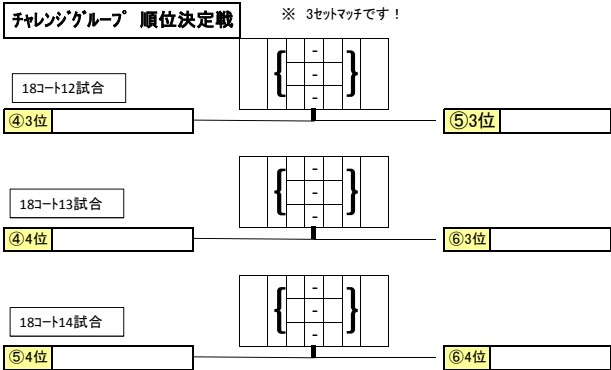 チャレンジグループ 順位決定戦
※ 3セットマッチです！
-
-
-
18コート12試合
④3位
⑤3位
-
-
-
18コート13試合
④4位
⑥3位
-
-
-
18コート14試合
⑤4位
⑥4位